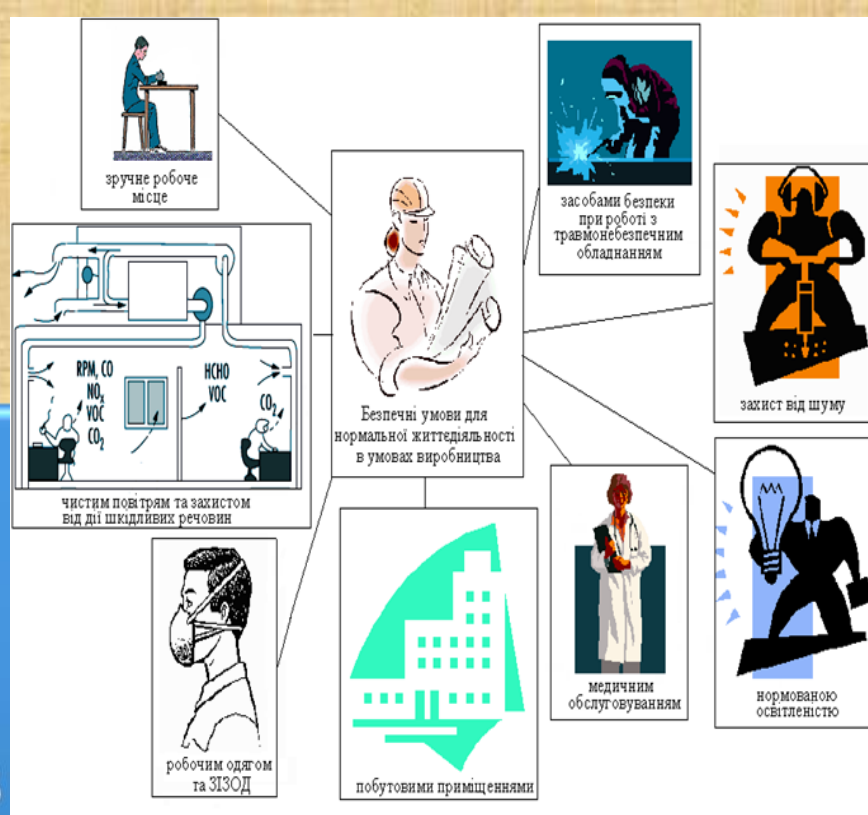 зручне робоче
місце
засобами безпеки
при роботі з
травмонебезпечним
обладнанням
RPM, CO
NOx
VOC
CO2
HCHO
VOC
CO2
чистим повітрям та захистом
від дії шкідливих речовин
Безпечні умови для
нормальної життєдіяльності
в умовах виробництва
захист від шуму
робочим одягом
та ЗІЗОД
побутовими приміщеннями
медичним
обслуговуванням
нормованою
освітленістю